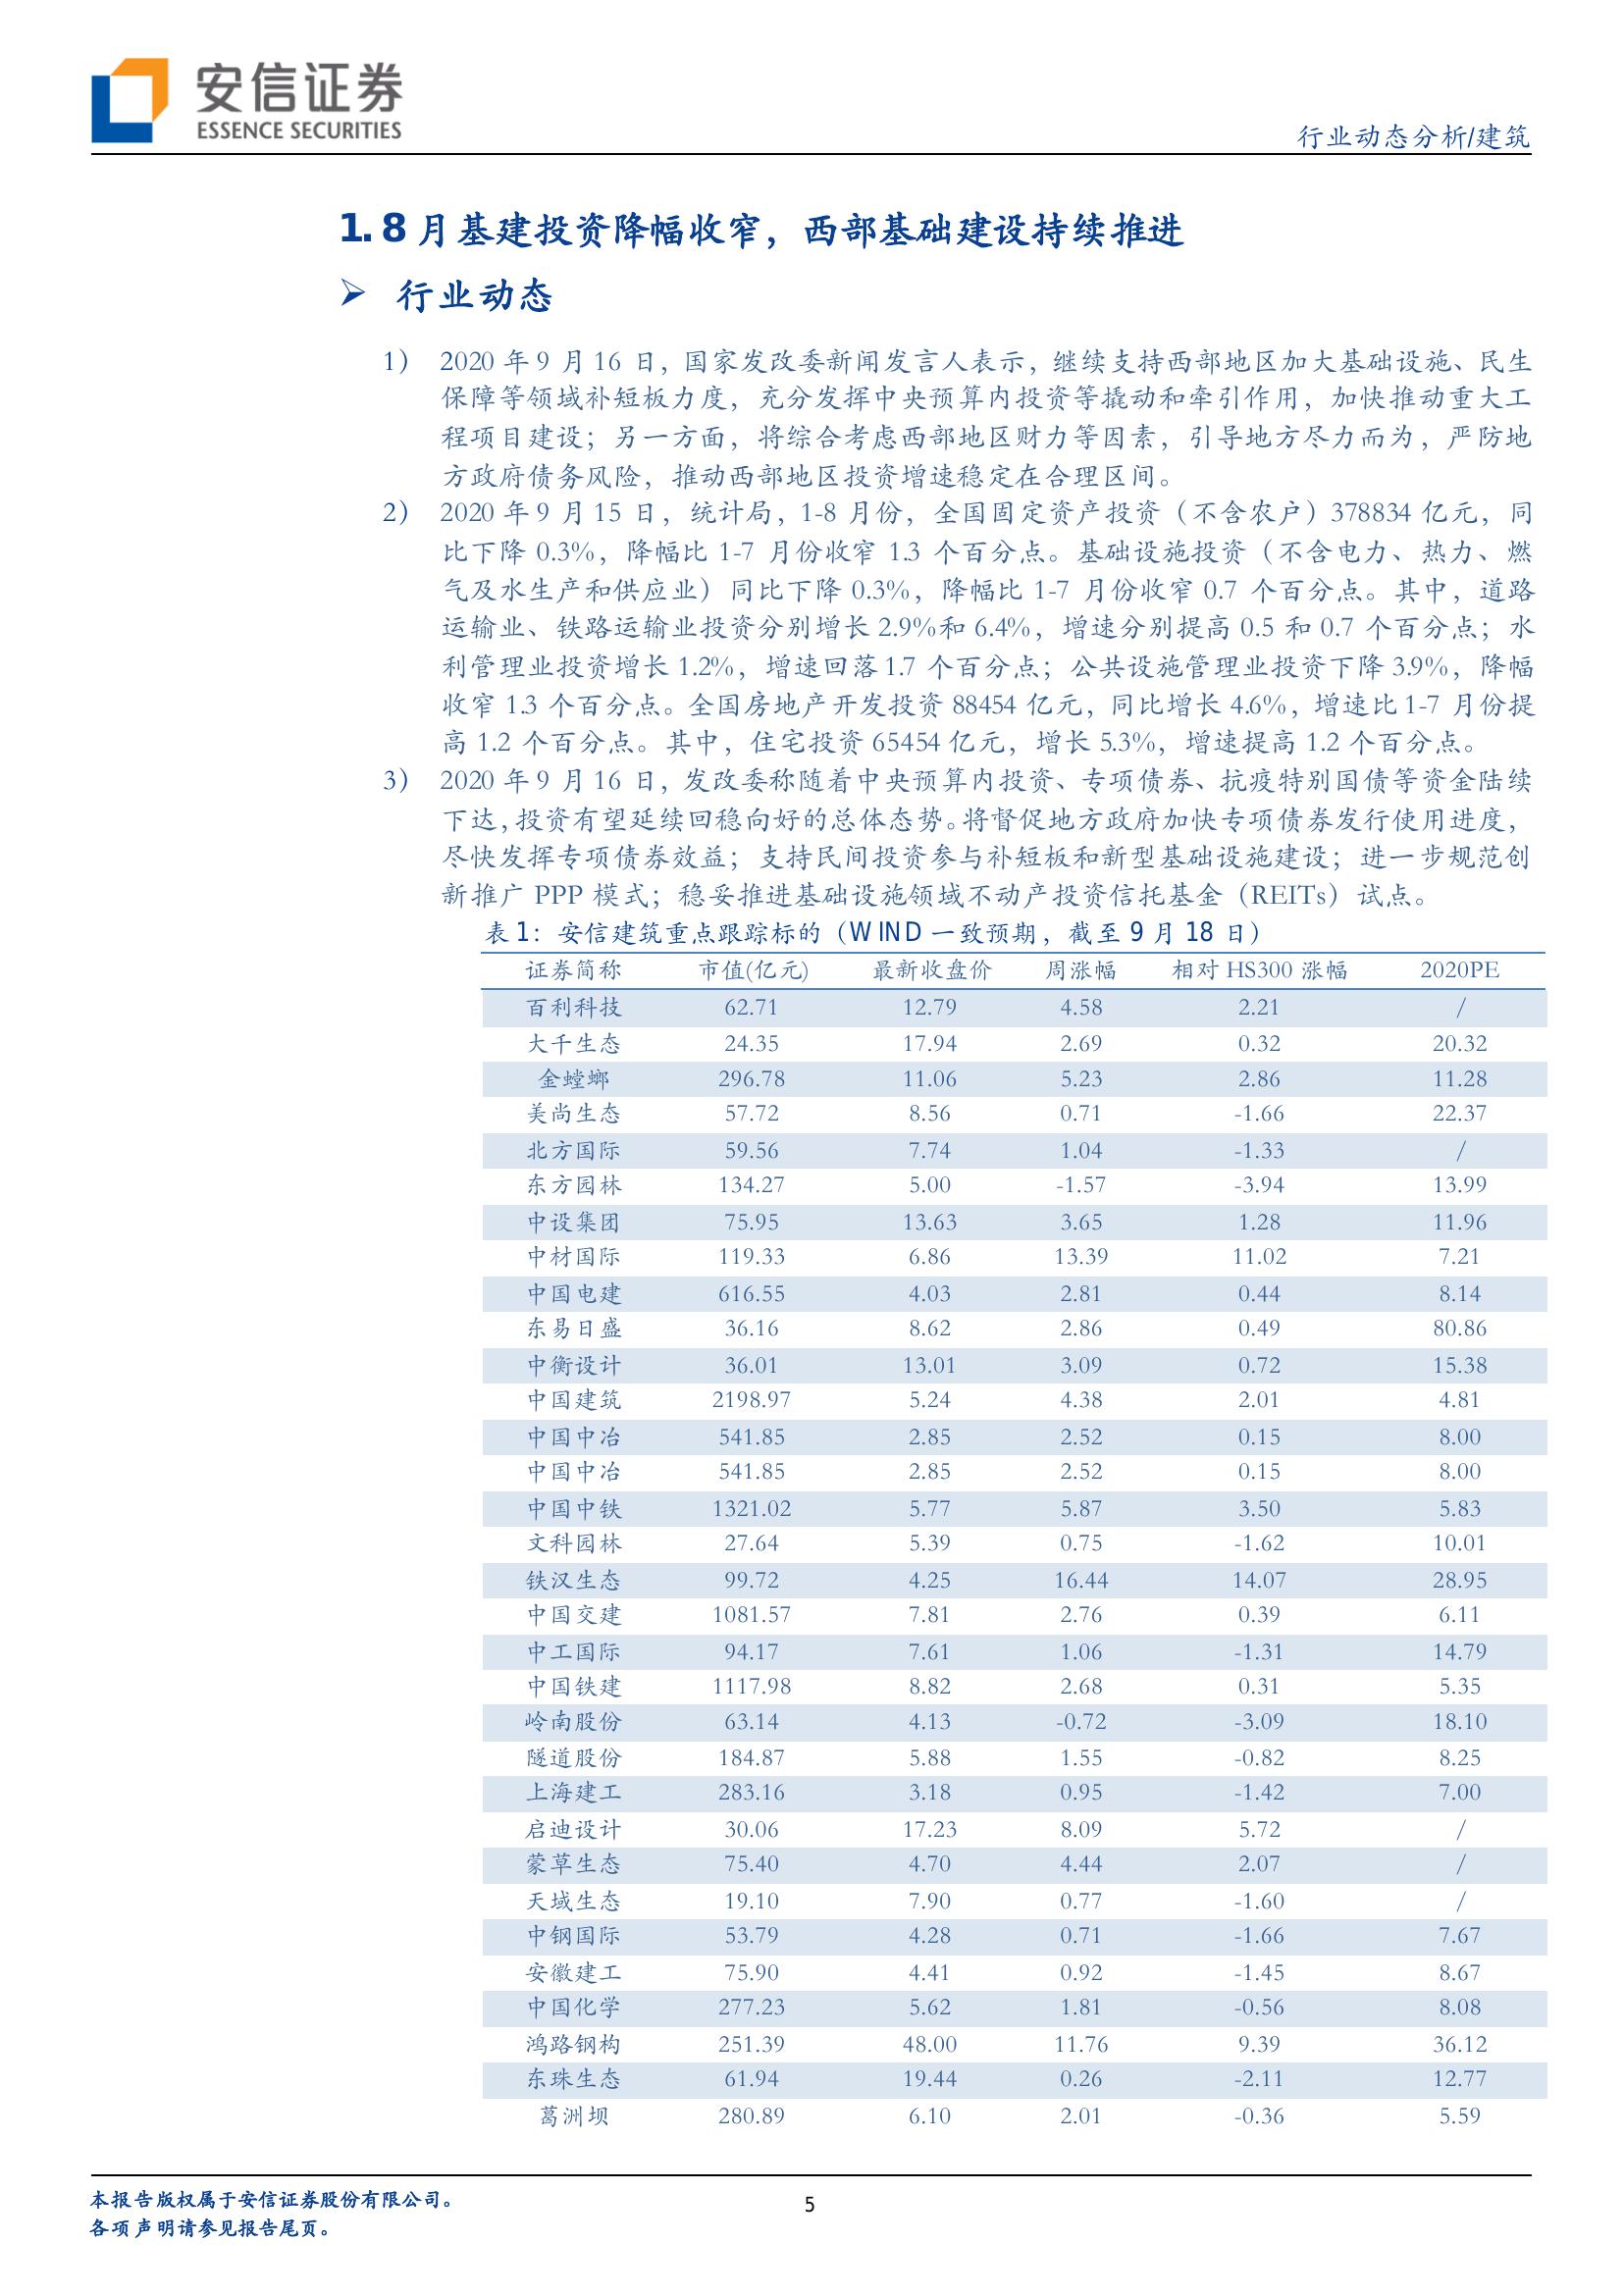 安信证券
ESSENCE SECURITIES
行业动态分析/建筑
1. 8 月基建投资降幅收窄，西部基础建设持续推进
➢ 行业动态
1） 2020 年 9 月 16 日，国家发改委新闻发言人表示，继续支持西部地区加大基础设施、民生
保障等领域补短板力度，充分发挥中央预算内投资等撬动和牵引作用，加快推动重大工
程项目建设；另一方面，将综合考虑西部地区财力等因素，引导地方尽力而为，严防地
方政府债务风险，推动西部地区投资增速稳定在合理区间。
2） 2020 年 9 月 15 日，统计局，1-8 月份，全国固定资产投资（不含农户）378834 亿元，同
比下降 0.3%，降幅比 1-7 月份收窄 1.3 个百分点。基础设施投资（不含电力、热力、燃
气及水生产和供应业）同比下降 0.3%，降幅比 1-7 月份收窄 0.7 个百分点。其中，道路
运输业、铁路运输业投资分别增长 2.9%和 6.4%，增速分别提高 0.5 和 0.7 个百分点；水
利管理业投资增长 1.2%，增速回落 1.7 个百分点；公共设施管理业投资下降 3.9%，降幅
收窄 1.3 个百分点。全国房地产开发投资 88454 亿元，同比增长 4.6%，增速比 1-7 月份提
高 1.2 个百分点。其中，住宅投资 65454 亿元，增长 5.3%，增速提高 1.2 个百分点。
3） 2020 年 9 月 16 日，发改委称随着中央预算内投资、专项债券、抗疫特别国债等资金陆续
下达，投资有望延续回稳向好的总体态势。将督促地方政府加快专项债券发行使用进度，
尽快发挥专项债券效益；支持民间投资参与补短板和新型基础设施建设；进一步规范创
新推广 PPP 模式；稳妥推进基础设施领域不动产投资信托基金（REITs）试点。
表 1：安信建筑重点跟踪标的（WIND 一致预期，截至 9 月 18 日）
证券简称 市值(亿元) 最新收盘价 周涨幅 相对 HS300 涨幅 2020PE
百利科技 62.71 12.79 4.58 2.21 /
大千生态 24.35 17.94 2.69 0.32 20.32
金螳螂 296.78 11.06 5.23 2.86 11.28
美尚生态 57.72 8.56 0.71 -1.66 22.37
北方国际 59.56 7.74 1.04 -1.33 /
东方园林 134.27 5.00 -1.57 -3.94 13.99
中设集团 75.95 13.63 3.65 1.28 11.96
中材国际 119.33 6.86 13.39 11.02 7.21
中国电建 616.55 4.03 2.81 0.44 8.14
东易日盛 36.16 8.62 2.86 0.49 80.86
中衡设计 36.01 13.01 3.09 0.72 15.38
中国建筑 2198.97 5.24 4.38 2.01 4.81
中国中冶 541.85 2.85 2.52 0.15 8.00
中国中冶 541.85 2.85 2.52 0.15 8.00
中国中铁 1321.02 5.77 5.87 3.50 5.83
文科园林 27.64 5.39 0.75 -1.62 10.01
铁汉生态 99.72 4.25 16.44 14.07 28.95
中国交建 1081.57 7.81 2.76 0.39 6.11
中工国际 94.17 7.61 1.06 -1.31 14.79
中国铁建 1117.98 8.82 2.68 0.31 5.35
岭南股份 63.14 4.13 -0.72 -3.09 18.10
隧道股份 184.87 5.88 1.55 -0.82 8.25
上海建工 283.16 3.18 0.95 -1.42 7.00
启迪设计 30.06 17.23 8.09 5.72 /
蒙草生态 75.40 4.70 4.44 2.07 /
天域生态 19.10 7.90 0.77 -1.60 /
中钢国际 53.79 4.28 0.71 -1.66 7.67
安徽建工 75.90 4.41 0.92 -1.45 8.67
中国化学 277.23 5.62 1.81 -0.56 8.08
鸿路钢构 251.39 48.00 11.76 9.39 36.12
东珠生态 61.94 19.44 0.26 -2.11 12.77
葛洲坝 280.89 6.10 2.01 -0.36 5.59
本报告版权属于安信证券股份有限公司。
各项声明请参见报告尾页。
5